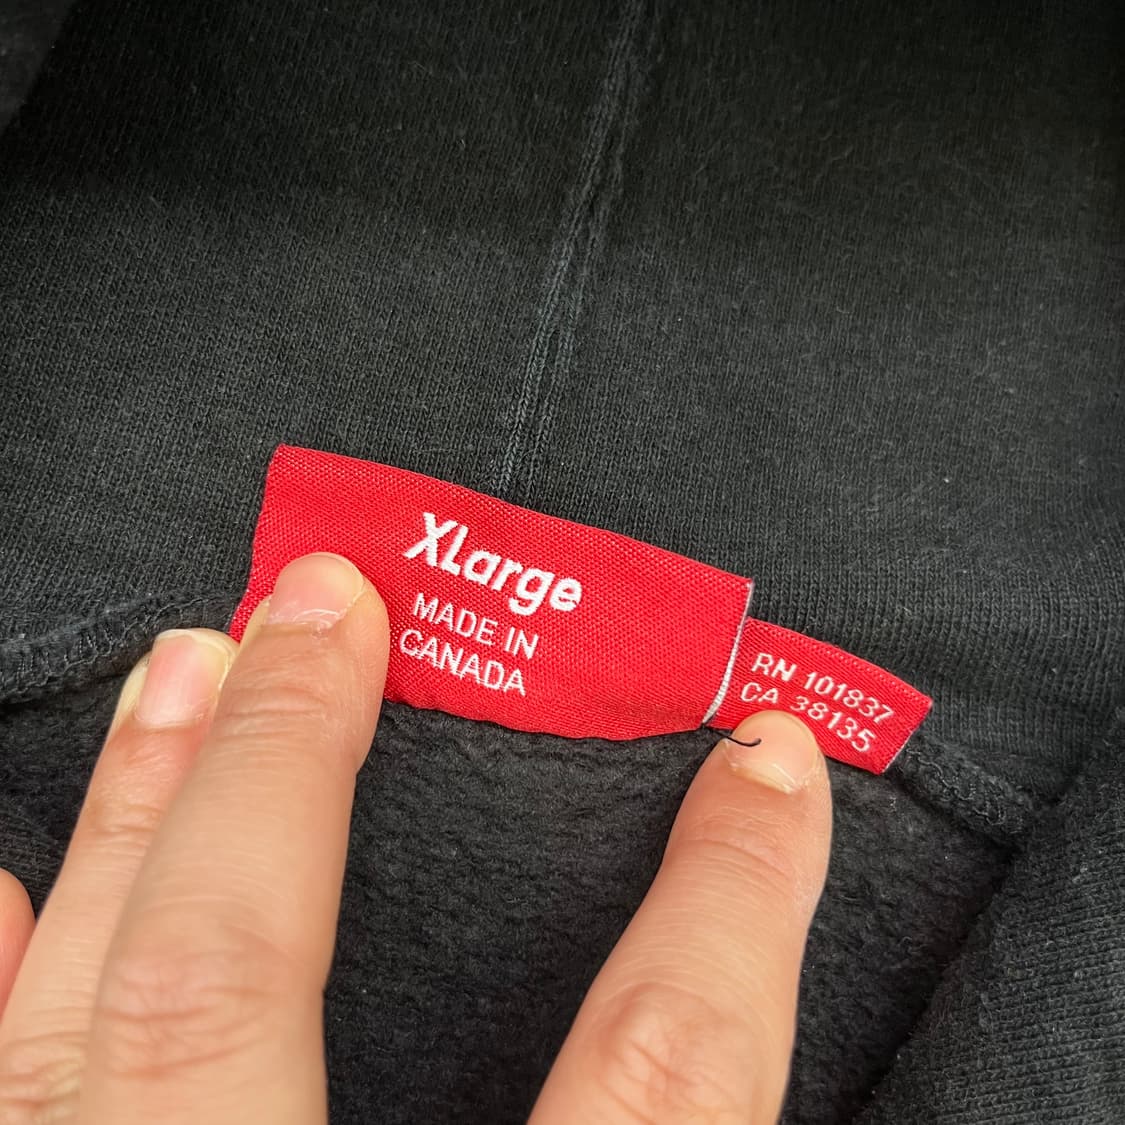 XLarge
MADE IN
CANADA
RN 101837
CA 38135